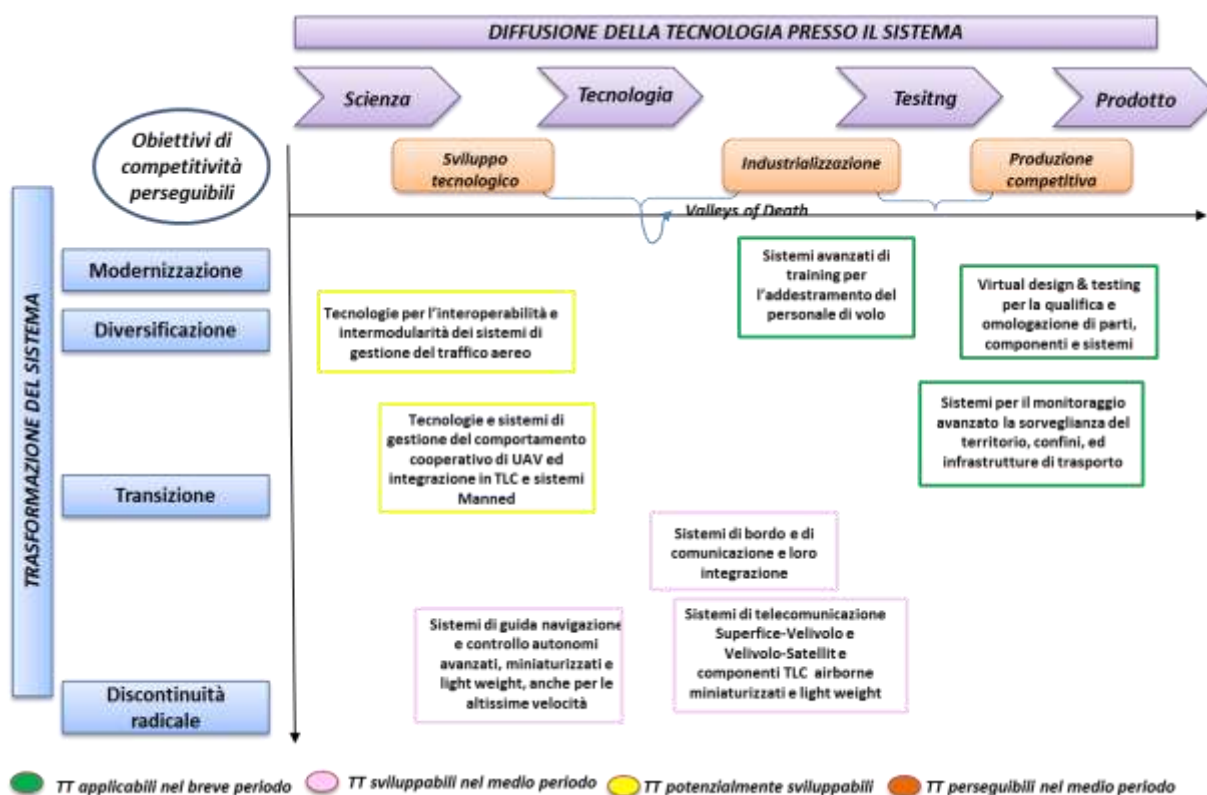 DIFFUSIONE DELLA TECNOLOGIA PRESSO IL SISTEMA
Scienza
Tecnologia
Tesitng
Prodotto
Obiettivi di
competitività
perseguibili
Sviluppo
tecnologico
Industrializzazione
Produzione
competitiva
Valleys of Death
TRASFORMAZIONE DEL SISTEMA
Modernizzazione
Diversificazione
Transizione
Discontinuità
radicale
Sistemi avanzati di
training per
l'addestramento del
personale di volo
Virtual design & testing
per la qualifica e
omologazione di parti,
componenti e sistemi
Tecnologie per l'interoperabilità e
intermodularità dei sistemi di
gestione del traffico aereo
Tecnologie e sistemi di
gestione del comportamento
cooperativo di UAV ed
integrazione in TLC e sistemi
Manned
Sistemi per il monitoraggio
avanzato la sorveglianza del
territorio, confini, ed
infrastrutture di trasporto
Sistemi di bordo e di
comunicazione e loro
integrazione
Sistemi di guida navigazione
e controllo autonomi
avanzati, miniaturizzati e
light weight, anche per le
altissime velocità
Sistemi di telecomunicazione
Superfice-Velivolo e
Velivolo-Satellit e
componenti TLC airborne
miniaturizzati e light weight
TT applicabili nel breve periodo
TT sviluppabili nel medio periodo
TT potenzialmente sviluppabili
TT perseguibili nel medio periodo